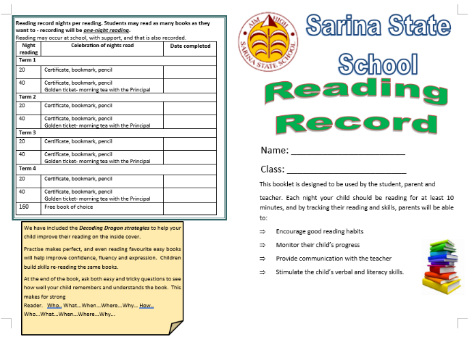 Reading record nights per reading. Students may read as many books as they
want to - recording will be one-night reading.
Reading may occur at school, with support, and that is also recorded.
Night reading	Celebration of nights read	Date completed
Term 1
20	Certificate, bookmark, pencil
40	Certificate, bookmark, pencil
Golden ticket- morning tea with the Principal
Term 2
20	Certificate, bookmark, pencil
40	Certificate, bookmark, pencil
Golden ticket- morning tea with the Principal
Term 3
20	Certificate, bookmark, pencil
40	Certificate, bookmark, pencil
Golden ticket- morning tea with the Principal
Term 4
20	Certificate, bookmark, pencil
40	Certificate, bookmark, pencil
Golden ticket- morning tea with the Principal
160	Free book of choice
We have included the Decoding Dragon strategies to help your
child improve their reading on the inside cover.
Practise makes perfect, and even reading favourite easy books
will help improve confidence, fluency and expression. Children
build skills re-reading the same books.
At the end of the book, ask both easy and tricky questions to see
how well your child remembers and understands the book. This
makes for strong
Reader. Who.. What...When...Where...Why... How...
Who...What...When...Where...Why...
AIM HIGH
SARINA STATE SCHOOL
Sarina State
School
Reading
Record
Name:
Class:
This booklet is designed to be used by the student, parent and
teacher. Each night your child should be reading for at least 10
minutes, and by tracking their reading and skills, parents will be able
to:
⇒ Encourage good reading habits
⇒ Monitor their child's progress
⇒ Provide communication with the teacher
⇒ Stimulate the child's verbal and literacy skills.